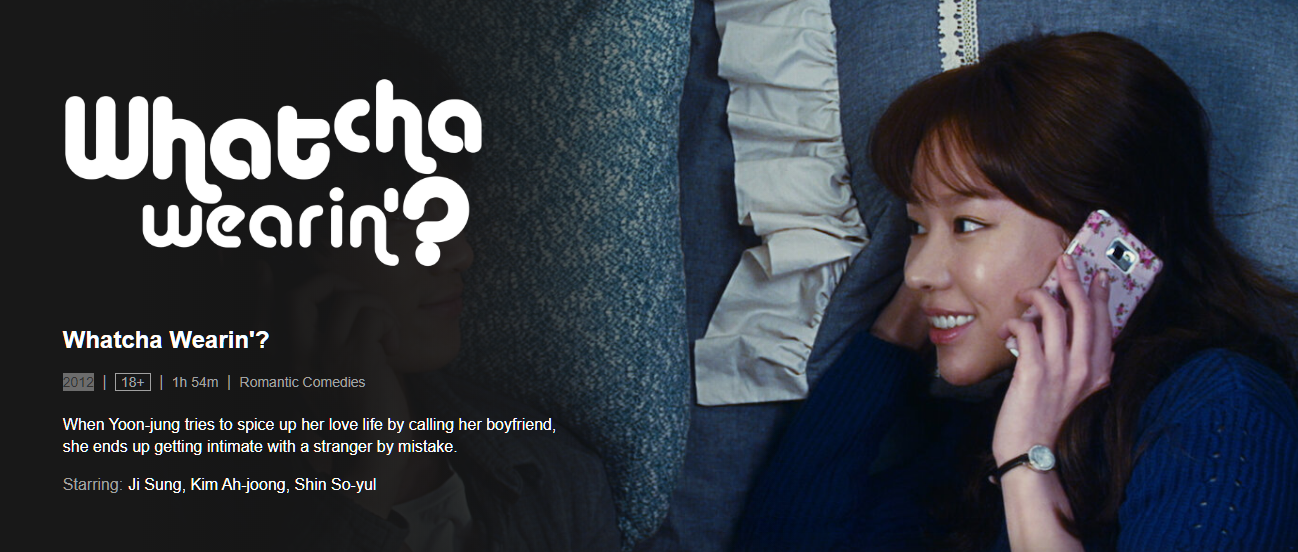 Whatcha
wearin'?
Whatcha Wearin'?
2012 | 18+ | 1h 54m | Romantic Comedies
When Yoon-jung tries to spice up her love life by calling her boyfriend,
she ends up getting intimate with a stranger by mistake.
Starring: Ji Sung, Kim Ah-joong, Shin So-yul